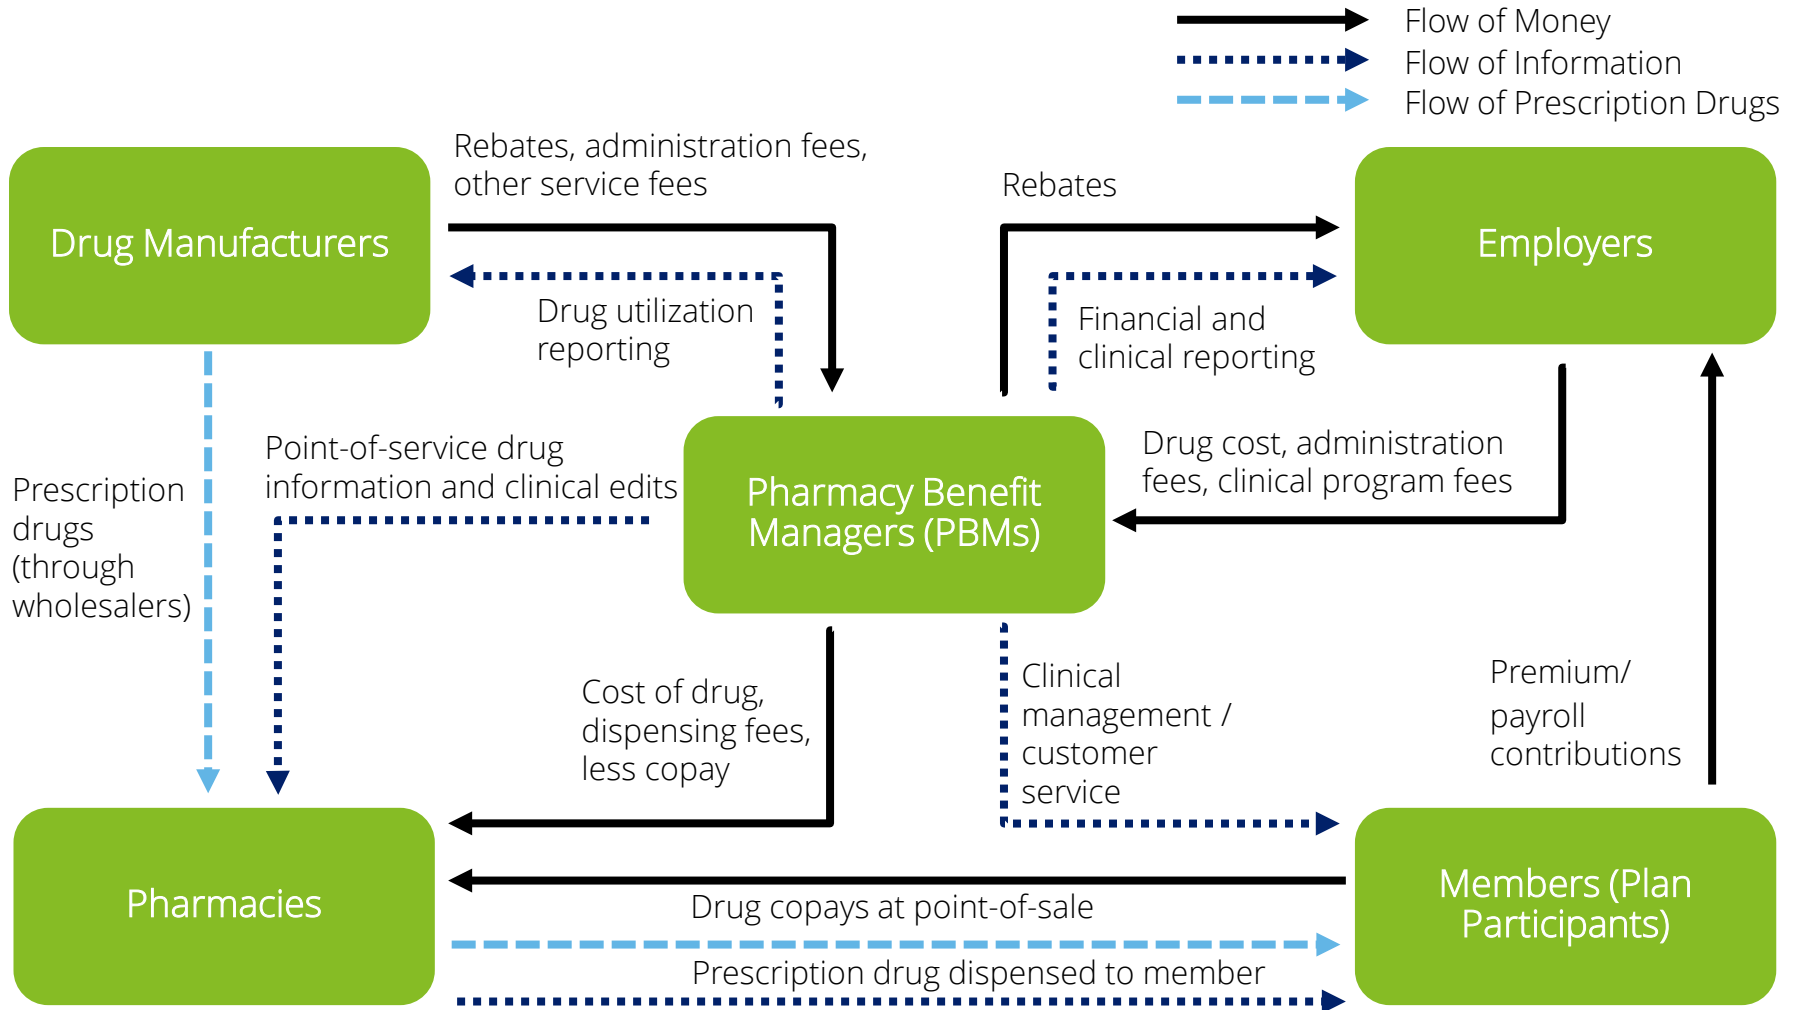 Flow of Money
Flow of Information
Flow of Prescription Drugs
Rebates, administration fees,
other service fees
Rebates
Drug Manufacturers
Employers
Drug utilization
reporting
Financial and
clinical reporting
Point-of-service drug
information and clinical edits
Prescription
drugs
(through
wholesalers)
Pharmacy Benefit
Managers (PBMs)
Drug cost, administration
fees, clinical program fees
Cost of drug,
dispensing fees,
less copay
Clinical
management /
customer
service
Premium/
payroll
contributions
Pharmacies
Members (Plan
Participants)
Drug copays at point-of-sale
Prescription drug dispensed to member